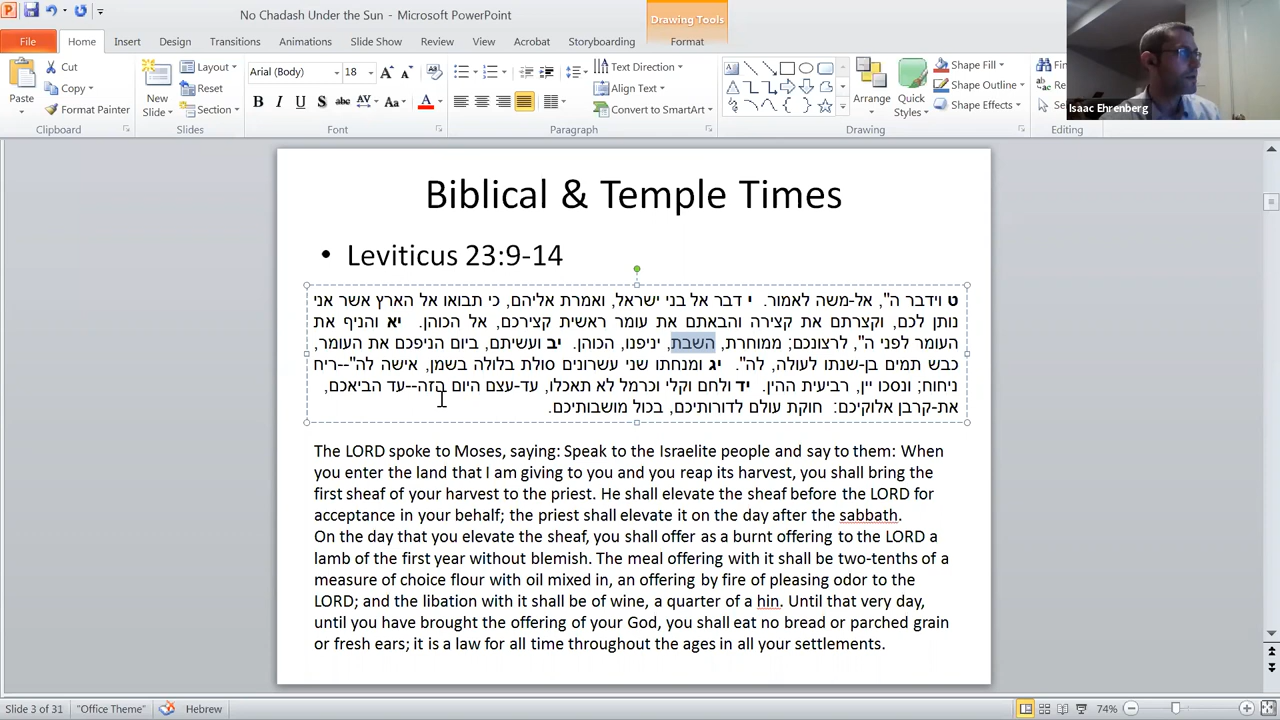 No Chadash Under the Sun - Microsoft PowerPoint
Drawing Tools
File Home Insert Design Transitions Animations Slide Show Review View Acrobat Storyboarding Format
Paste
Cut
Copy
Format Painter
Clipboard
New Slide
Layout
Reset
Section
Slides
Arial (Body) 18
Font
Text Direction
Align Text
Convert to SmartArt
Paragraph
Arrange
Quick Styles
Shape Fill
Shape Outline
Shape Effects
Drawing
Editing
Isaac Ehrenberg
Biblical & Temple Times
• Leviticus 23:9-14
ט וידבר ה", אל-משה לאמור. י דבר אל בני ישראל, ואמרת אליהם, כי תבואו אל הארץ אשר אני
נותן לכם, וקצרתם את קצירה והבאתם את עומר ראשית קצירכם, אל הכוהן. יא והניף את
העומר לפני ה", לרצונכם; ממוחרת, השבת, יניפנו, הכוהן. יב ועשיתם, ביום הניפכם את העומר,
כבש תמים בן-שנתו לעולה, לה". יג ומנחתו שני עשרונים סולת בלולה בשמן, אישה לה"--ריח
ניחוח; ונסכו יין, רביעית ההין. יד ולחם וקלי וכרמל לא תאכלו, עד-עצם היום הזה--עד הביאכם,
את-קרבן אלוקיכם: חוקת עולם לדורותיכם, בכול מושבותיכם.
The LORD spoke to Moses, saying: Speak to the Israelite people and say to them: When
you enter the land that I am giving to you and you reap its harvest, you shall bring the
first sheaf of your harvest to the priest. He shall elevate the sheaf before the LORD for
acceptance in your behalf; the priest shall elevate it on the day after the sabbath.
On the day that you elevate the sheaf, you shall offer as a burnt offering to the LORD a
lamb of the first year without blemish. The meal offering with it shall be two-tenths of a
measure of choice flour with oil mixed in, an offering by fire of pleasing odor to the
LORD; and the libation with it shall be of wine, a quarter of a hin. Until that very day,
until you have brought the offering of your God, you shall eat no bread or parched grain
or fresh ears; it is a law for all time throughout the ages in all your settlements.
Slide 3 of 31 "Office Theme" Hebrew 74%